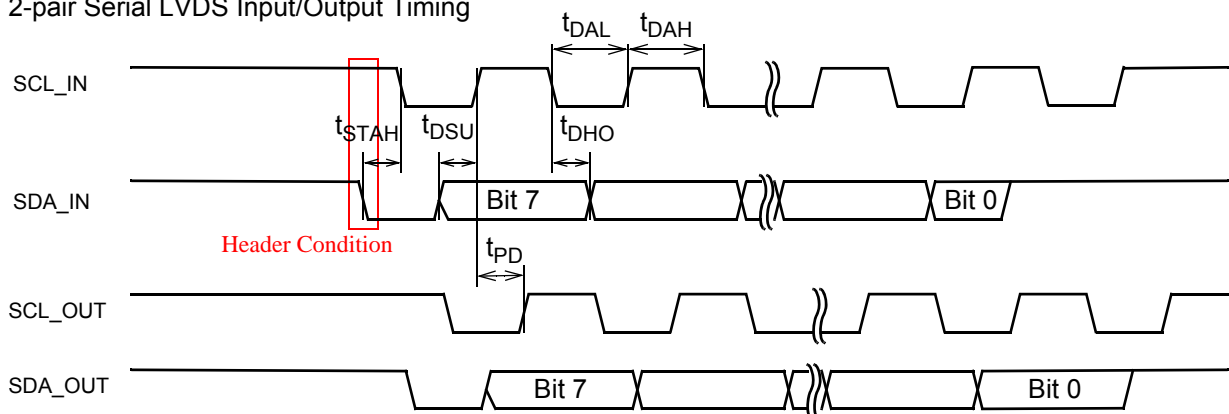 2-pair Serial LVDS Input/Output Timing
tDAL tDAH
SCL_IN
tSTAH tDSU tDHO
SDA_IN Bit 7 Bit 0
Header Condition
tPD
SCL_OUT
SDA_OUT Bit 7 Bit 0